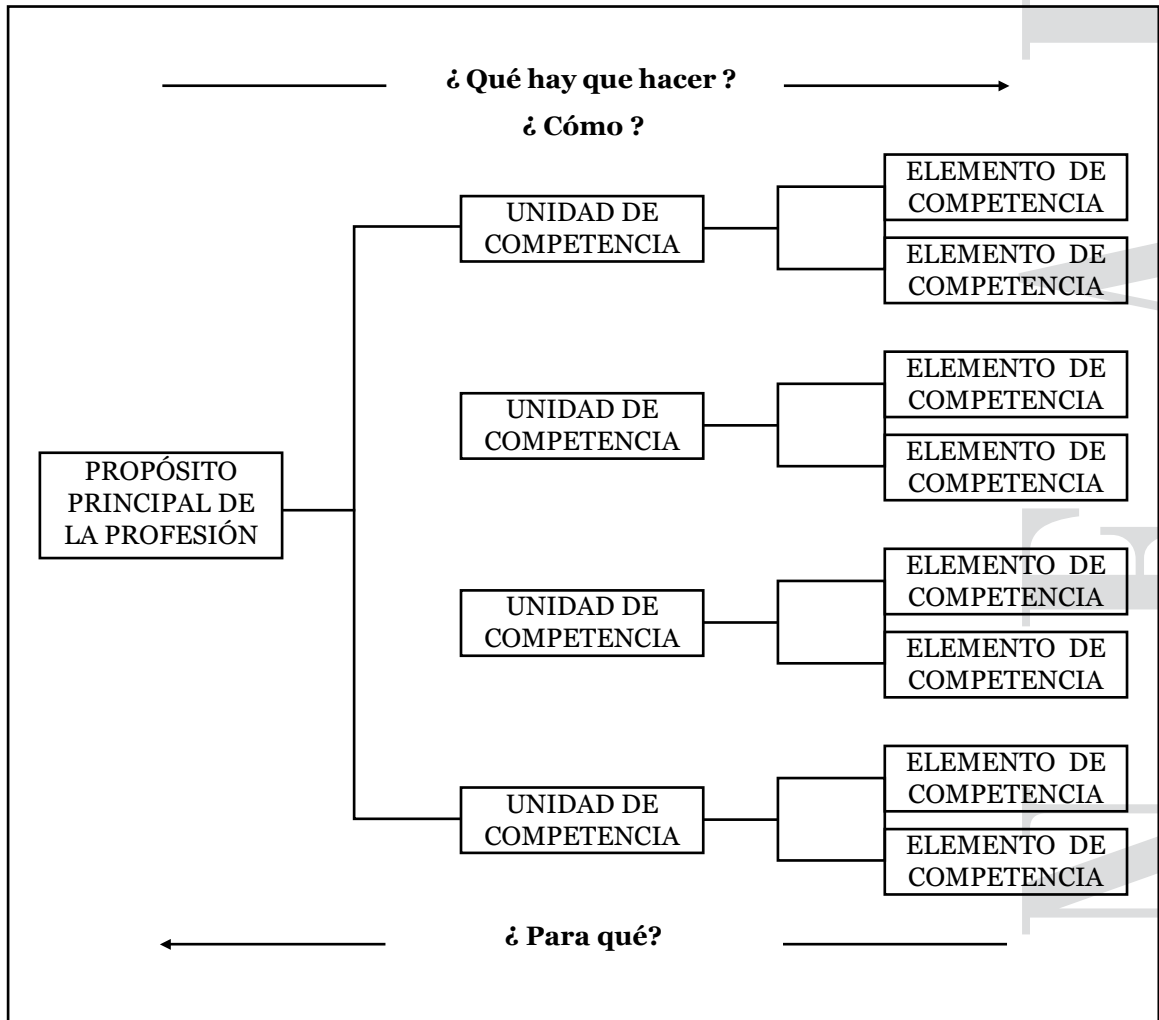 ¿ Qué hay que hacer ?
¿ Cómo ?
ELEMENTO DE
COMPETENCIA
UNIDAD DE
COMPETENCIA
ELEMENTO DE
COMPETENCIA
ELEMENTO DE
COMPETENCIA
UNIDAD DE
COMPETENCIA
ELEMENTO DE
COMPETENCIA
PROPÓSITO
PRINCIPAL DE
LA PROFESIÓN
ELEMENTO DE
COMPETENCIA
UNIDAD DE
COMPETENCIA
ELEMENTO DE
COMPETENCIA
ELEMENTO DE
COMPETENCIA
UNIDAD DE
COMPETENCIA
ELEMENTO DE
COMPETENCIA
¿ Para qué?